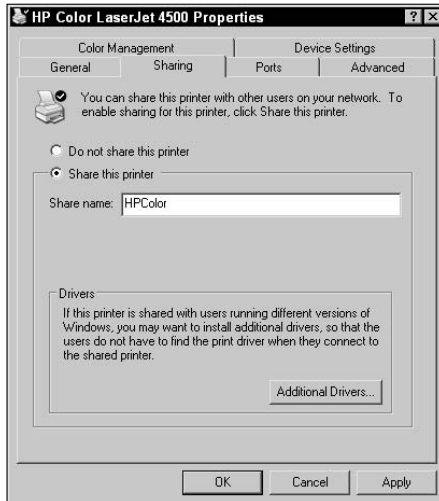 HP Color LaserJet 4500 Properties
Color Management
Device Settings
General
Sharing
Ports
Advanced
You can share this printer with other users on your network. To
enable sharing for this printer, click Share this printer.
Do not share this printer
Share this printer
Share name: HPColor
Drivers
If this printer is shared with users running different versions of
Windows, you may want to install additional drivers, so that the
users do not have to find the print driver when they connect to
the shared printer.
Additional Drivers...
OK
Cancel
Apply